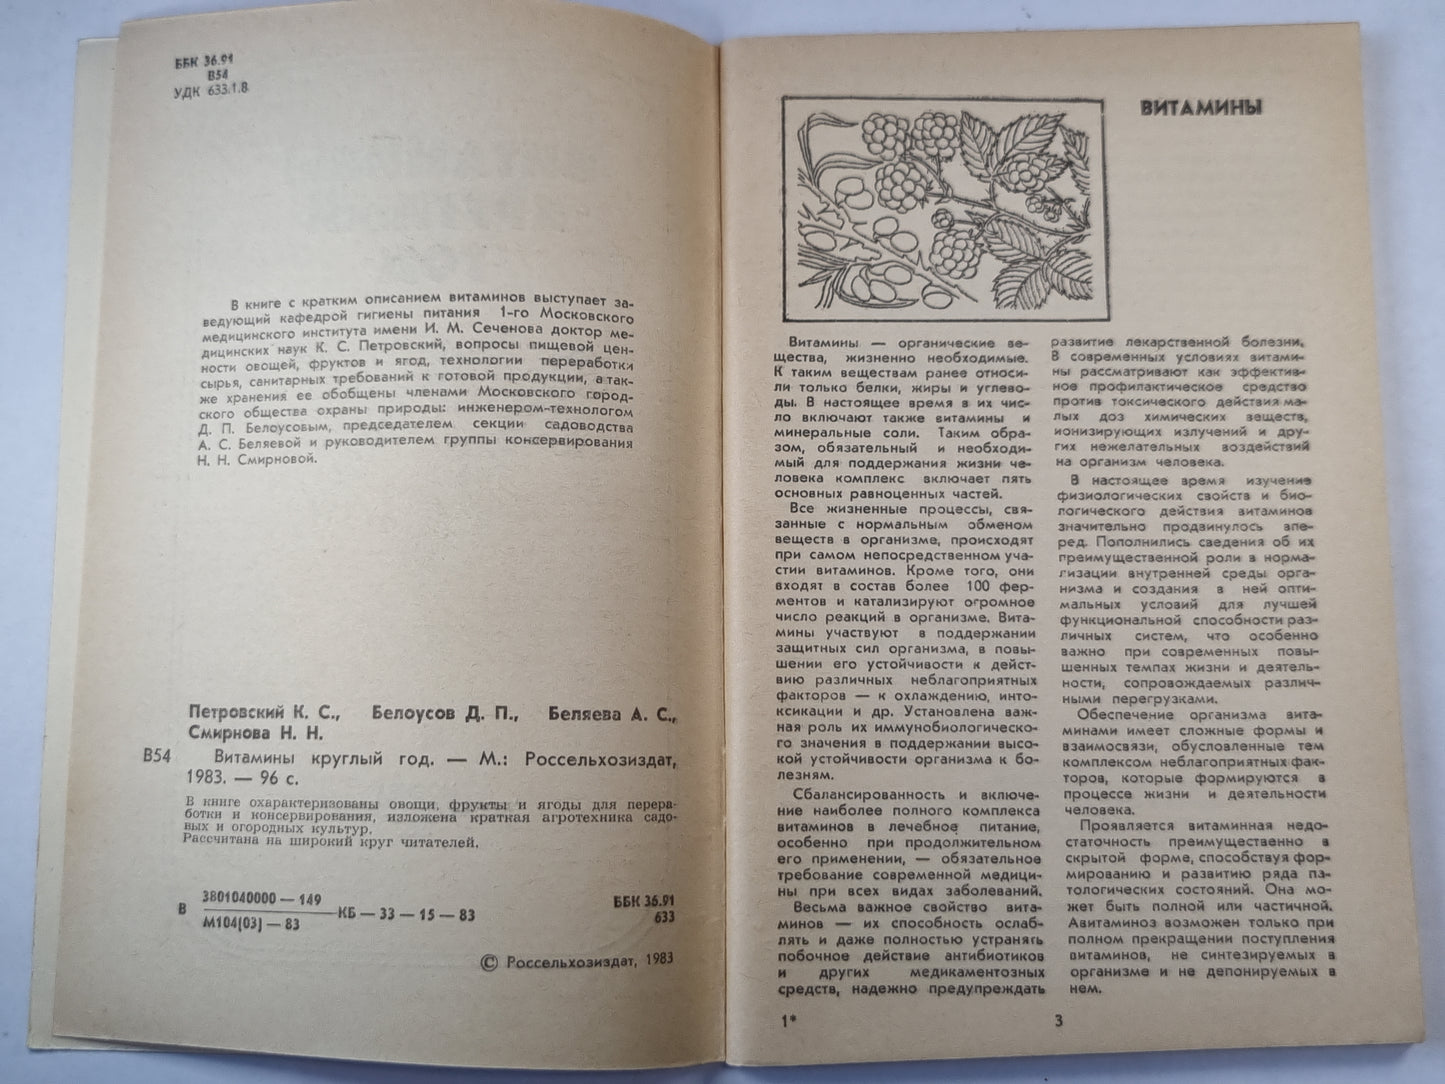 ББК 36.91
В54
УДК 633.1.8
В книге с кратким описанием витаминов выступает за-
ведующий кафедрой гигиены питания 1-го Московского
медицинского института имени И. М. Сеченова доктор ме-
дицинских наук К. С. Петровский, вопросы пищевой цен-
ности овощей, фруктов и ягод, технологии переработки
сырья, санитарных требований к готовой продукции, а так-
же хранения ее обобщены членами Московского город-
ского общества охраны природы: инженером-технологом
Д. П. Белоусовым, председателем секции садоводства
А. С. Беляевой и руководителем группы консервирования
Н. Н. Смирновой.
Петровский К. С., Белоусов Д. П., Беляева А. С.,
Смирнова Н. Н.
В54 Витамины круглый год. — М.: Россельхозиздат,
1983. — 96 с.
В книге охарактеризованы овощи, фрукты и ягоды для перера-
ботки и консервирования, изложена краткая агротехника садо-
вых и огородных культур.
Рассчитана на широкий круг читателей.
В 3801040000 — 149
М104(03) — 83
КБ — 33 — 15 — 83
ББК 36.91
633
© Россельхозиздат, 1983
ВИТАМИНЫ
Витамины — органические ве-
щества, жизненно необходимые.
К таким веществам ранее относи-
ли только белки, жиры и углево-
ды. В настоящее время в их чис-
ло включают также витамины и
минеральные соли. Таким обра-
зом, обязательный и необходи-
мый для поддержания жизни че-
ловека комплекс включает пять
основных равноценных частей.
Все жизненные процессы, свя-
занные с нормальным обменом
веществ в организме, происходят
при самом непосредственном уча-
стии витаминов. Кроме того, они
входят в состав более 100 фер-
ментов и катализируют огромное
число реакций в организме. Вита-
мины участвуют в поддержании
защитных сил организма, в повы-
шении его устойчивости к дейст-
вию различных неблагоприятных
факторов — к охлаждению, инто-
ксикации и др. Установлена важ-
ная роль их иммунобиологическо-
го значения в поддержании высо-
кой устойчивости организма к бо-
лезням.
Сбалансированность и включе-
ние наиболее полного комплекса
витаминов в лечебное питание,
особенно при продолжительном
его применении, — обязательное
требование современной медици-
ны при всех видах заболеваний.
Весьма важное свойство вита-
минов — их способность ослаб-
лять и даже полностью устранять
побочное действие антибиотиков
и других медикаментозных
средств, надежно предупреждать
развитие лекарственной болезни.
В современных условиях витами-
ны рассматривают как эффектив-
ное профилактическое средство
против токсического действия ма-
лых доз химических веществ,
ионизирующих излучений и дру-
гих нежелательных воздействий
на организм человека.
В настоящее время изучение
физиологических свойств и био-
логического действия витаминов
значительно продвинулось впе-
ред. Пополнились сведения об их
преимущественной роли в норма-
лизации внутренней среды орга-
низма и создания в ней опти-
мальных условий для лучшей
функциональной способности раз-
личных систем, что особенно
важно при современных повы-
шенных темпах жизни и деятель-
ности, сопровождаемых различ-
ными перегрузками.
Обеспечение организма вита-
минами имеет сложные формы и
взаимосвязи, обусловленные тем
комплексом неблагоприятных фак-
торов, которые формируются в
процессе жизни и деятельности
человека.
Проявляется витаминная недо-
статочность преимущественно в
скрытой форме, способствуя фор-
мированию и развитию ряда па-
тологических состояний. Она мо-
жет быть полной или частичной.
Авитаминоз возможен только при
полном прекращении поступления
витаминов, не синтезируемых в
организме и не депонируемых в
нем.
1*
3